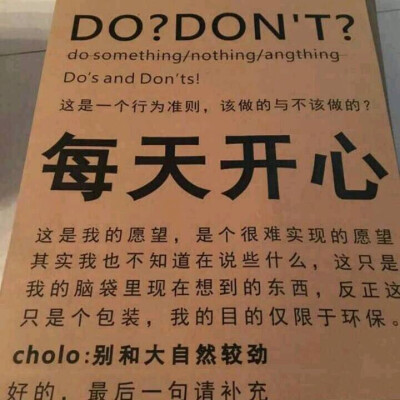 DO?DON'T?
do something/nothing/angthing
Do's and Don'ts!
这是一个行为准则，该做的与不该做的?
每天开心
这是我的愿望，是个很难实现的愿望
其实我也不知道在说些什么，这只是
我的脑袋里现在想到的东西，反正这
只是个包装，我的目的仅限于环保。
cholo:别和大自然较劲
好的，最后一句请补充